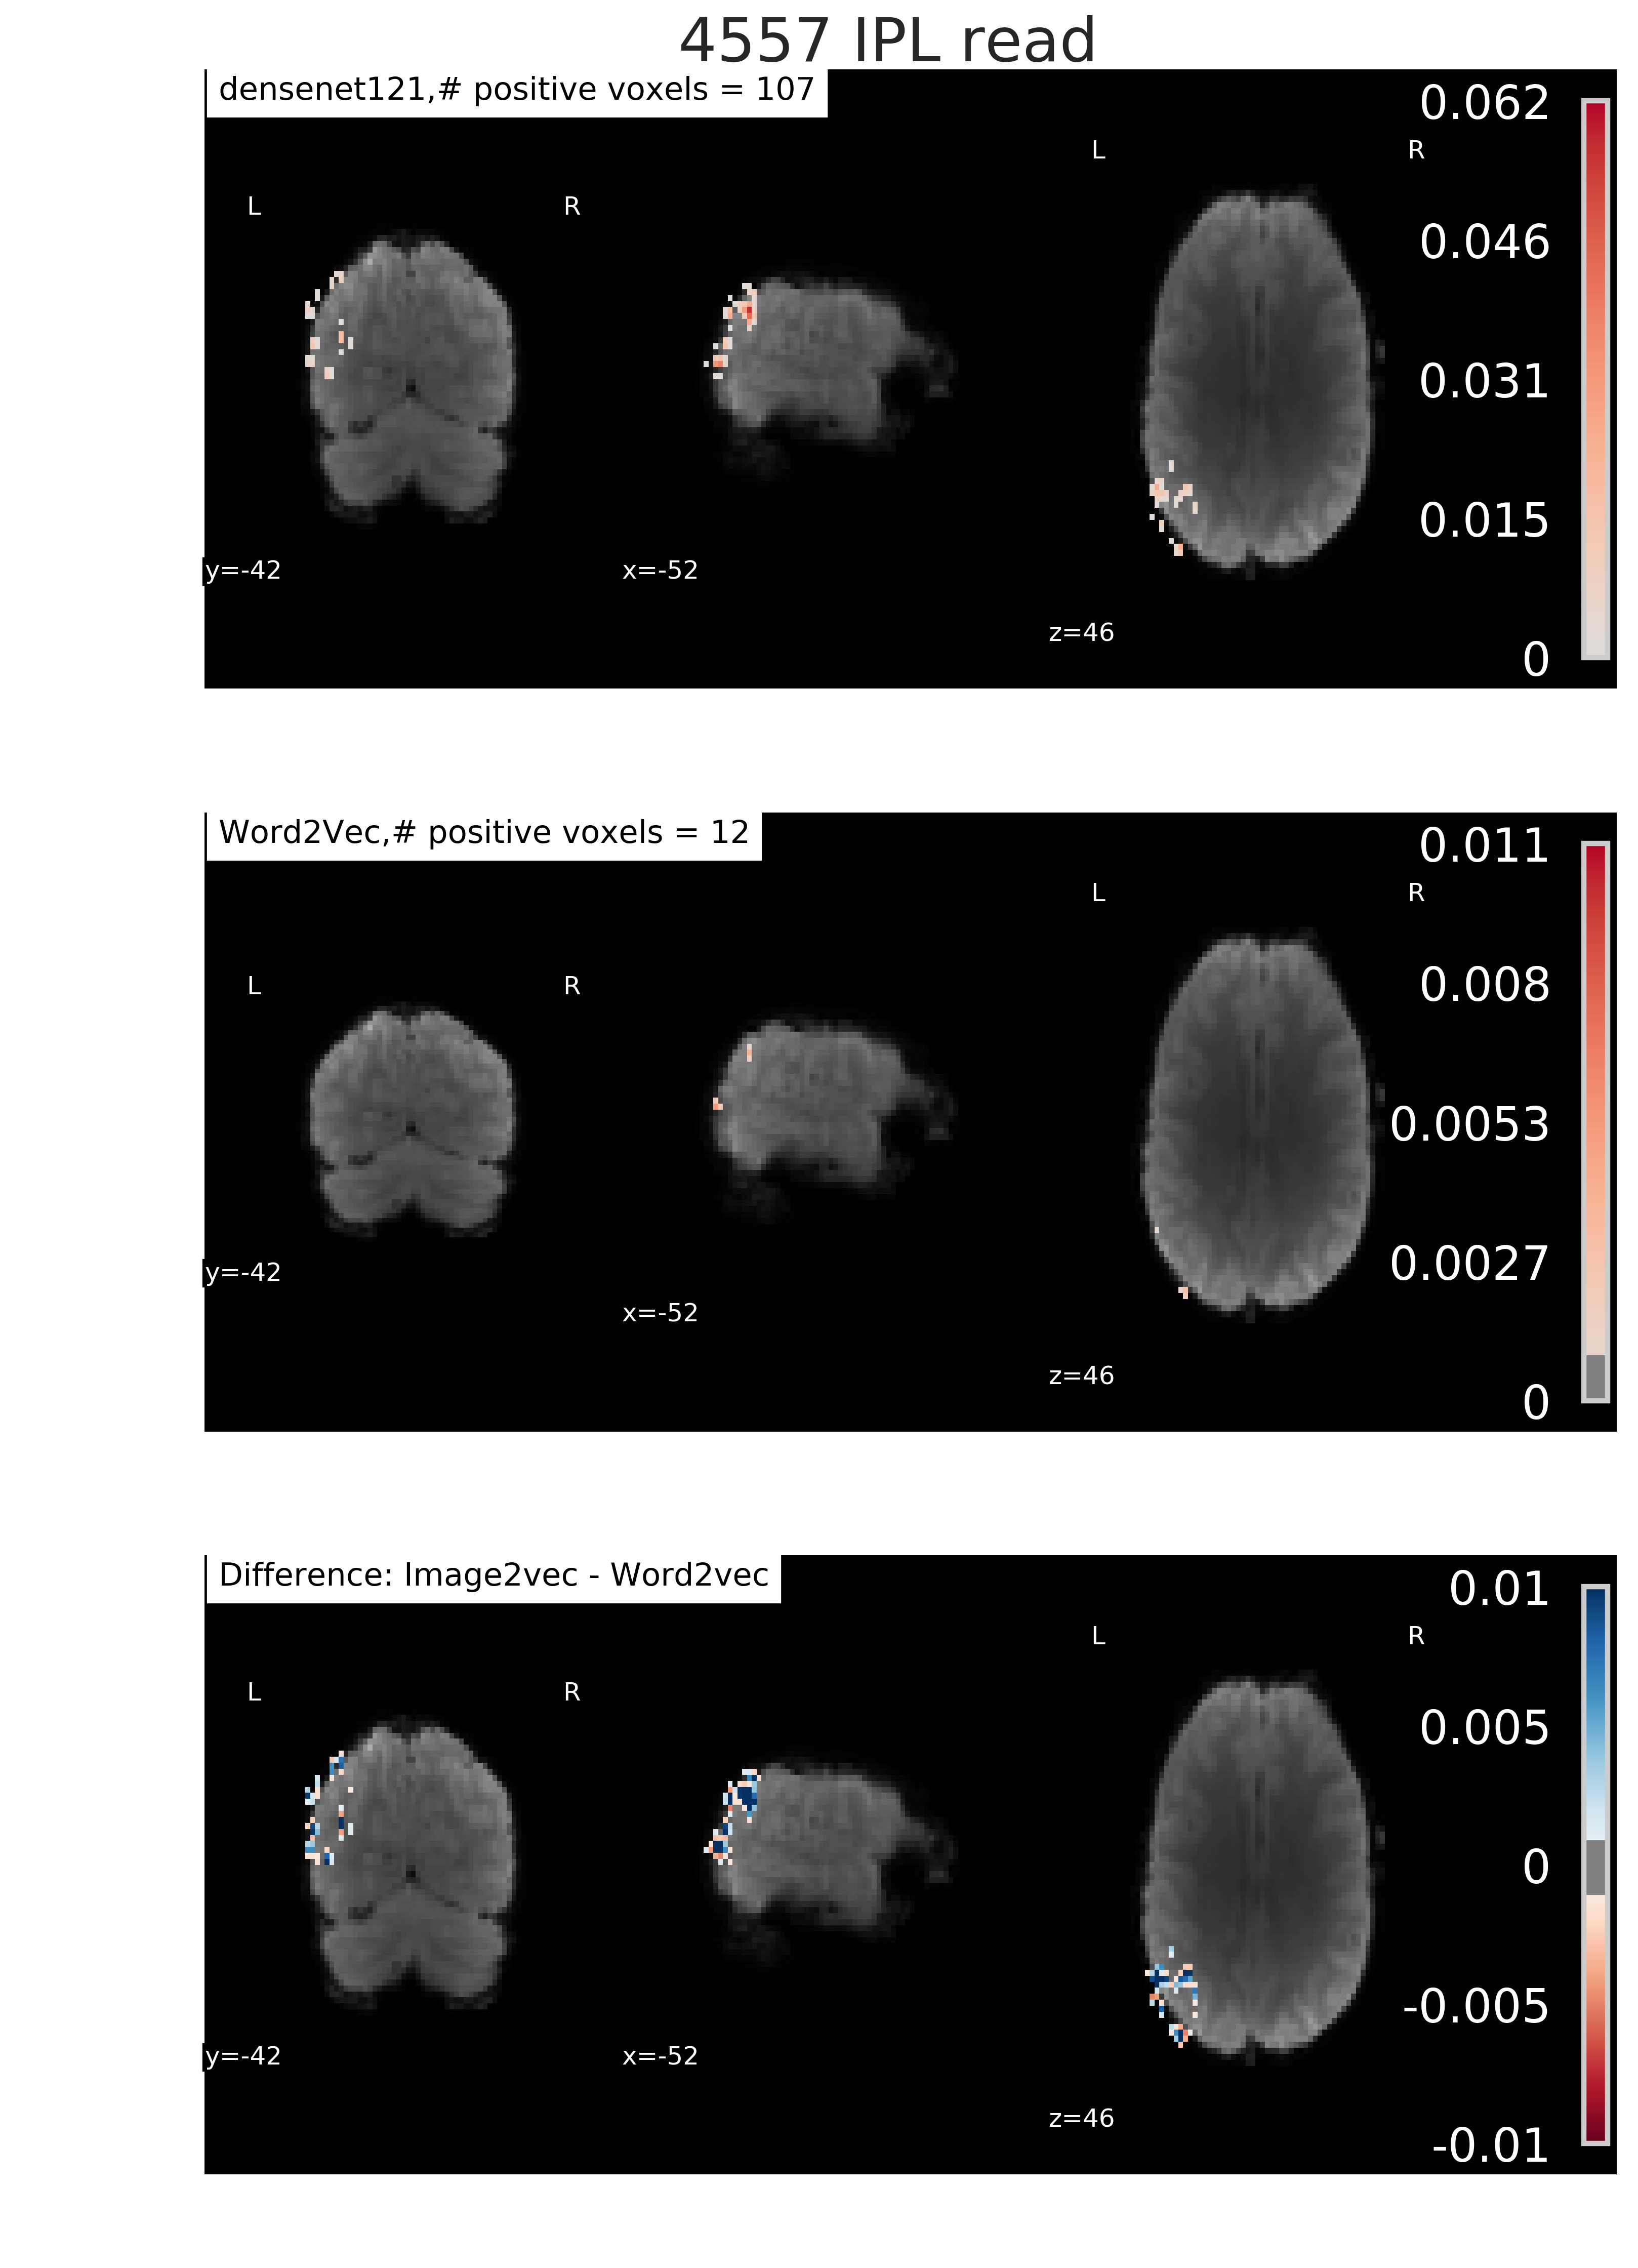 4557 IPL read
densenet121,# positive voxels = 107
0.062
L R
0.046
L R
0.031
0.015
y=-42 x=-52
z=46
0
Word2Vec,# positive voxels = 12
0.011
L R
0.008
L R
0.0053
0.0027
y=-42
x=-52
z=46
0
Difference: Image2vec - Word2vec
0.01
L R
L R
0.005
0
-0.005
y=-42 x=-52
z=46
-0.01